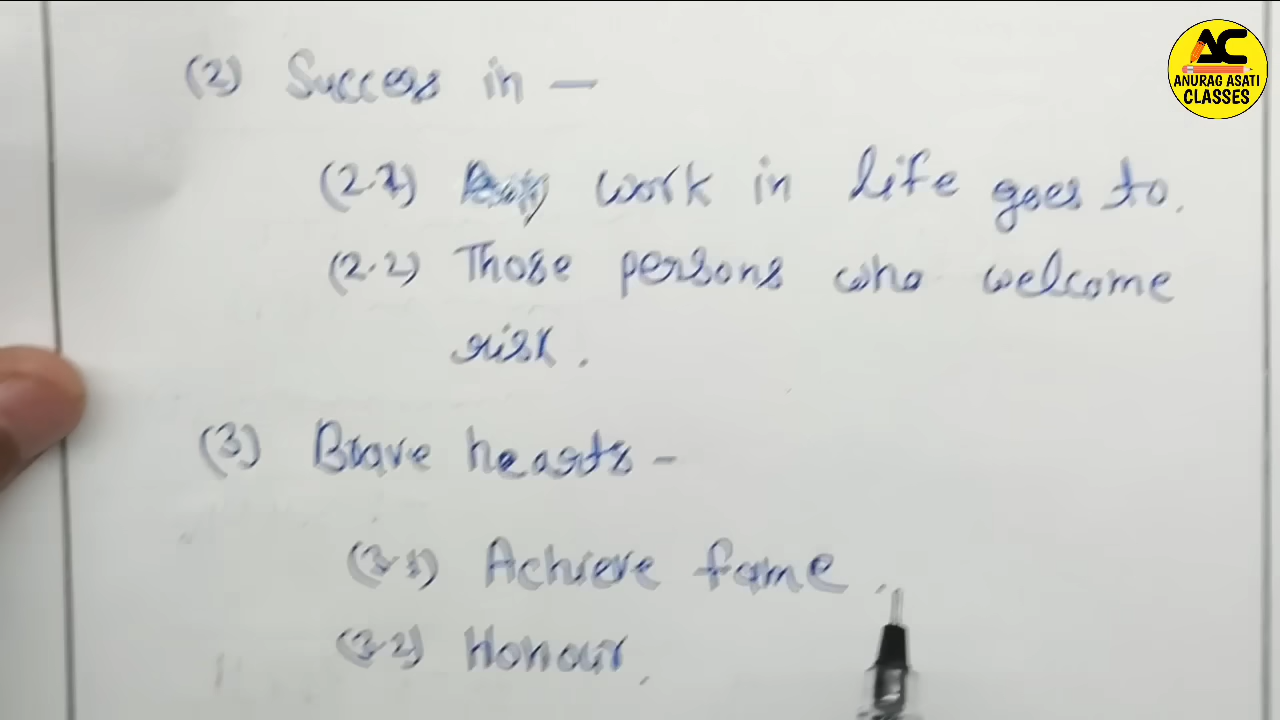 AC
ANURAG ASATI
CLASSES
(2) Success in —
(2.1) work in life goes to.
(2.2) Those persons who welcome
risk.
(3) Brave hearts -
(3.1) Achieve fame.
(3.2) Honour.